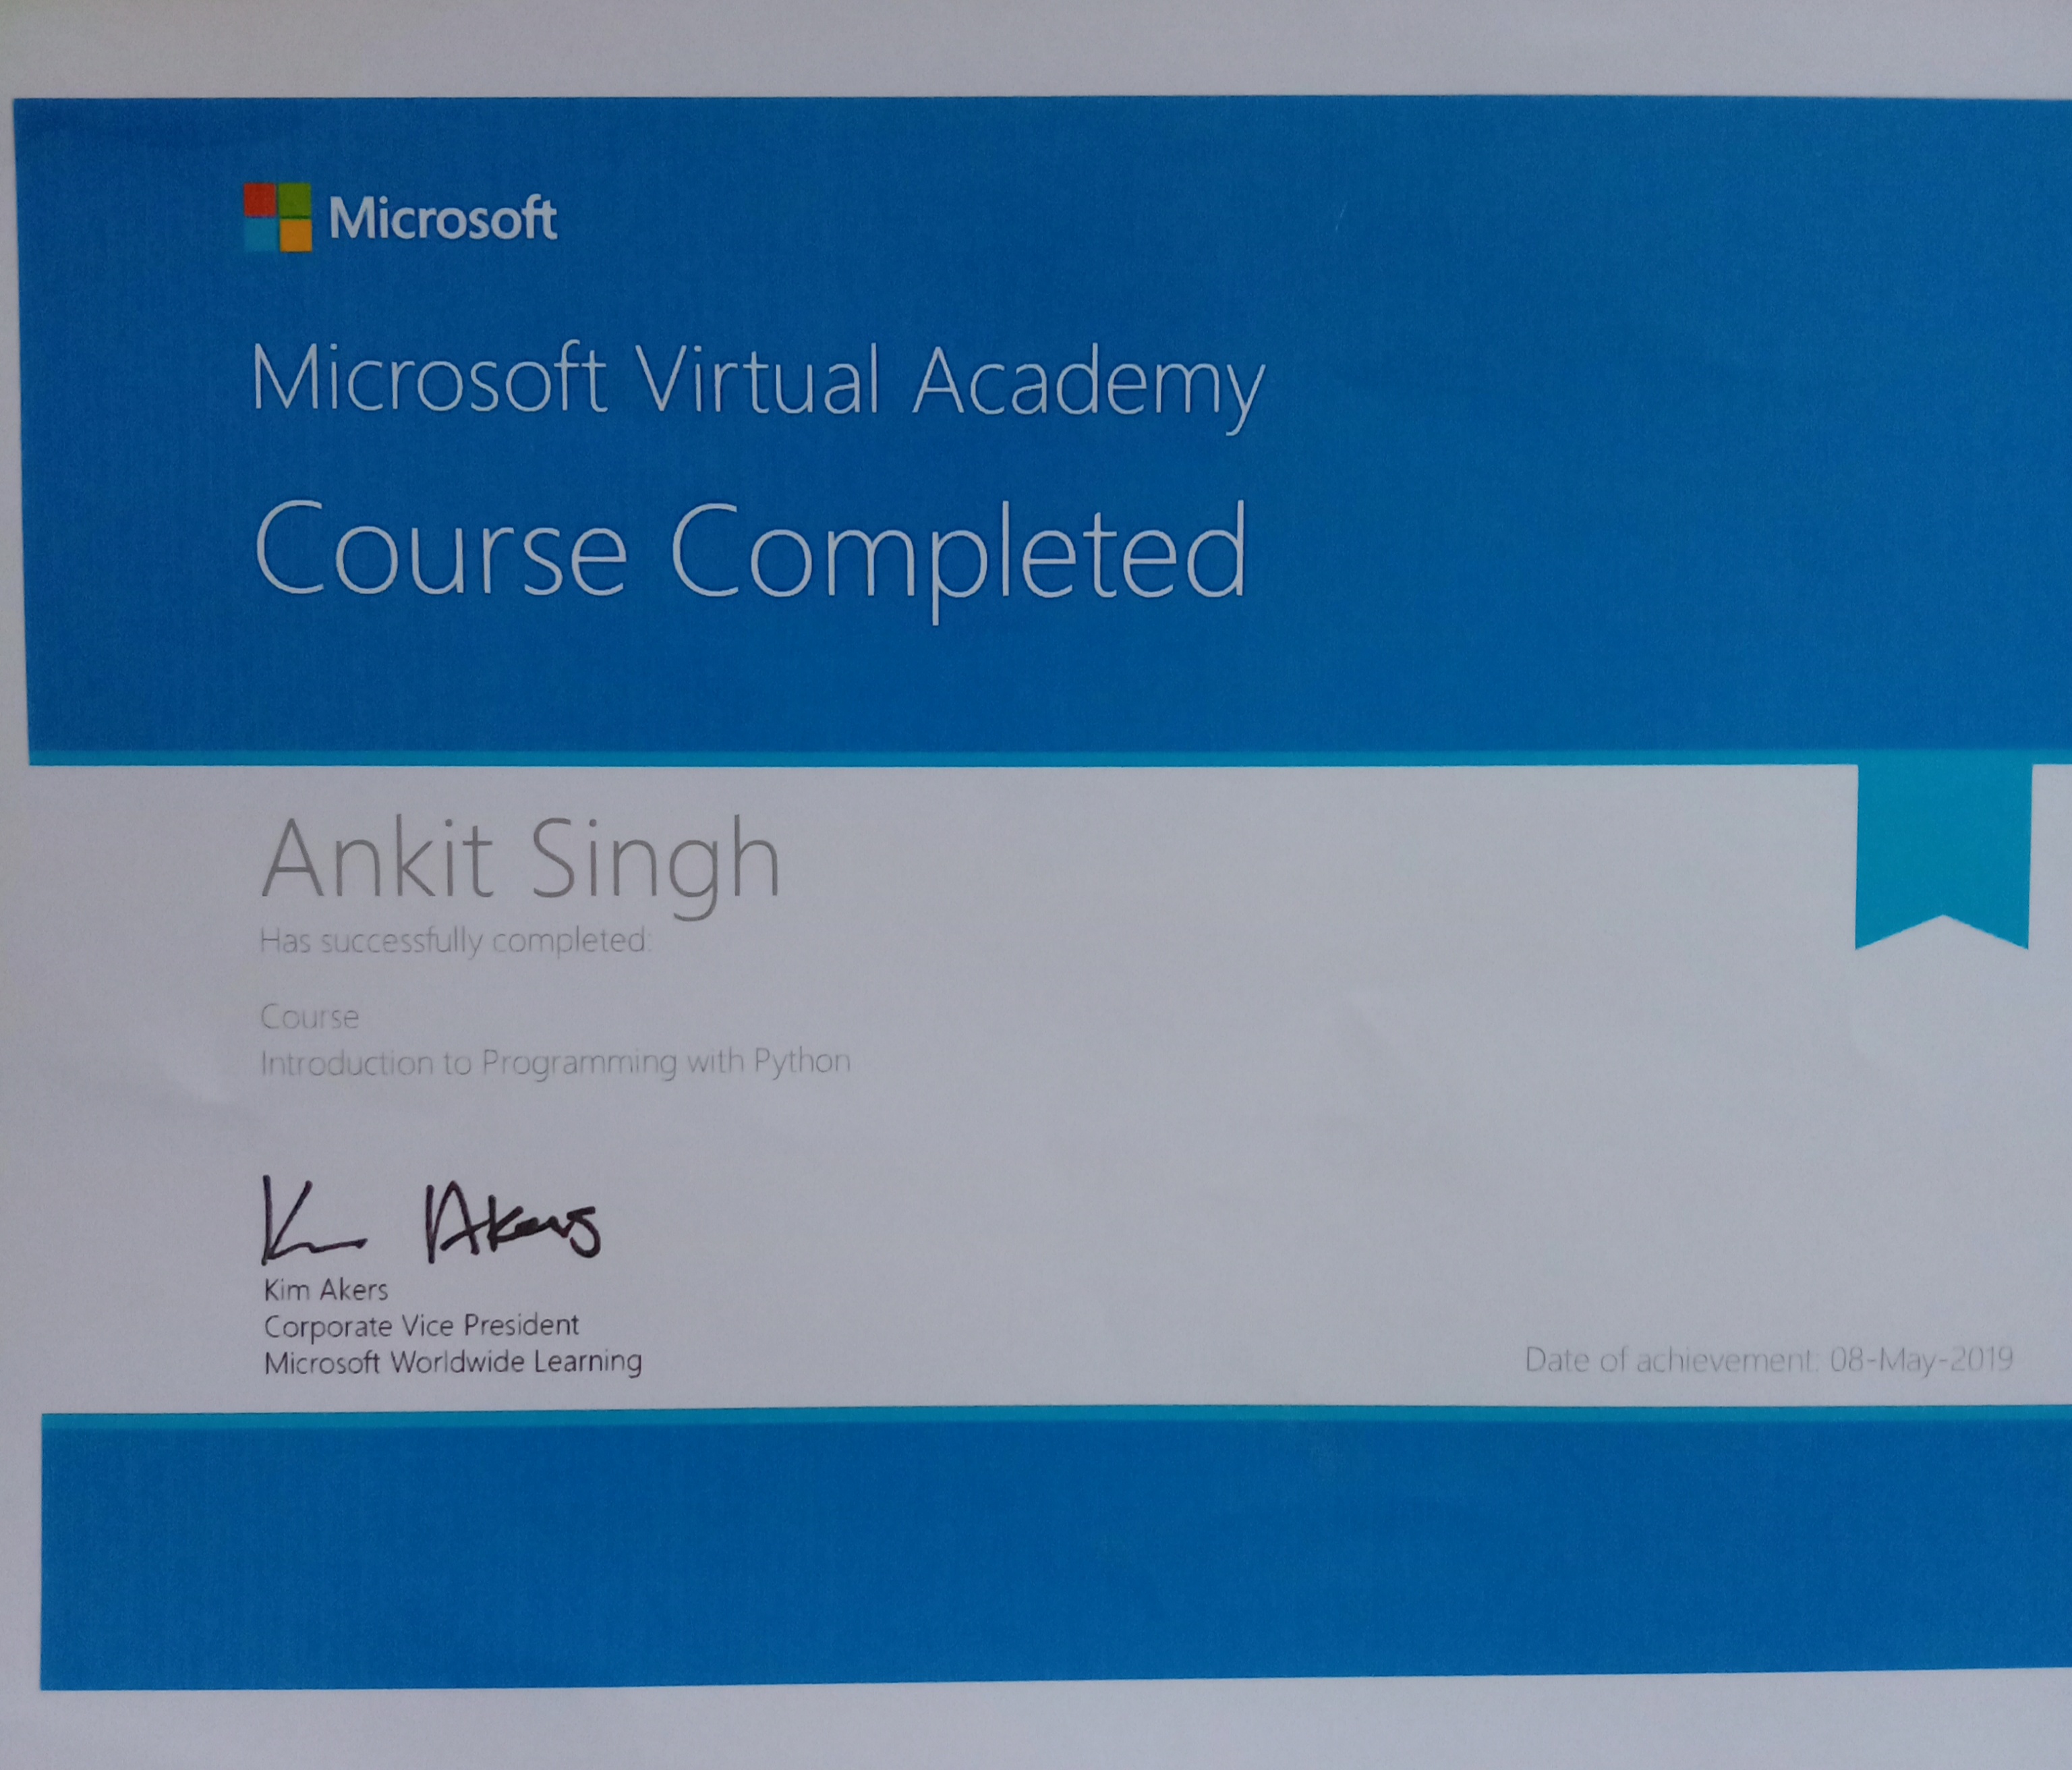 Microsoft
Microsoft Virtual Academy
Course Completed
Ankit Singh
Has successfully completed:
Course
Introduction to Programming with Python
Kim Akers
Kim Akers
Corporate Vice President
Microsoft Worldwide Learning
Date of achievement: 08-May-2019